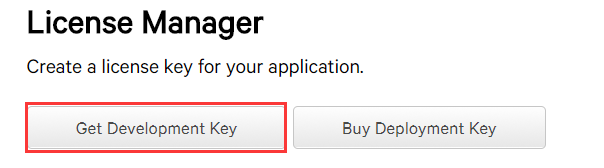 License Manager
Create a license key for your application.
Get Development Key
Buy Deployment Key